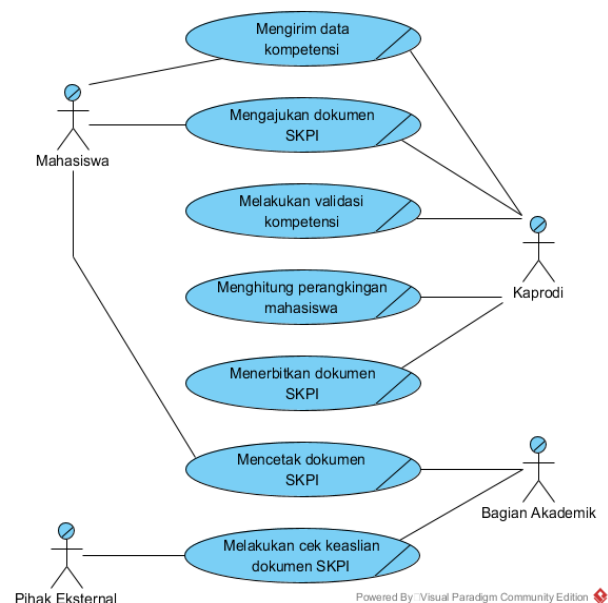 Mengirim data
kompetensi
Mengajukan dokumen
SKPI
Mahasiswa
Melakukan validasi
kompetensi
Kaprodi
Menghitung perangkingan
mahasiswa
Menerbitkan dokumen
SKPI
Mencetak dokumen
SKPI
Bagian Akademik
Melakukan cek keaslian
dokumen SKPI
Pihak Eksternal
Powered By Visual Paradigm Community Edition